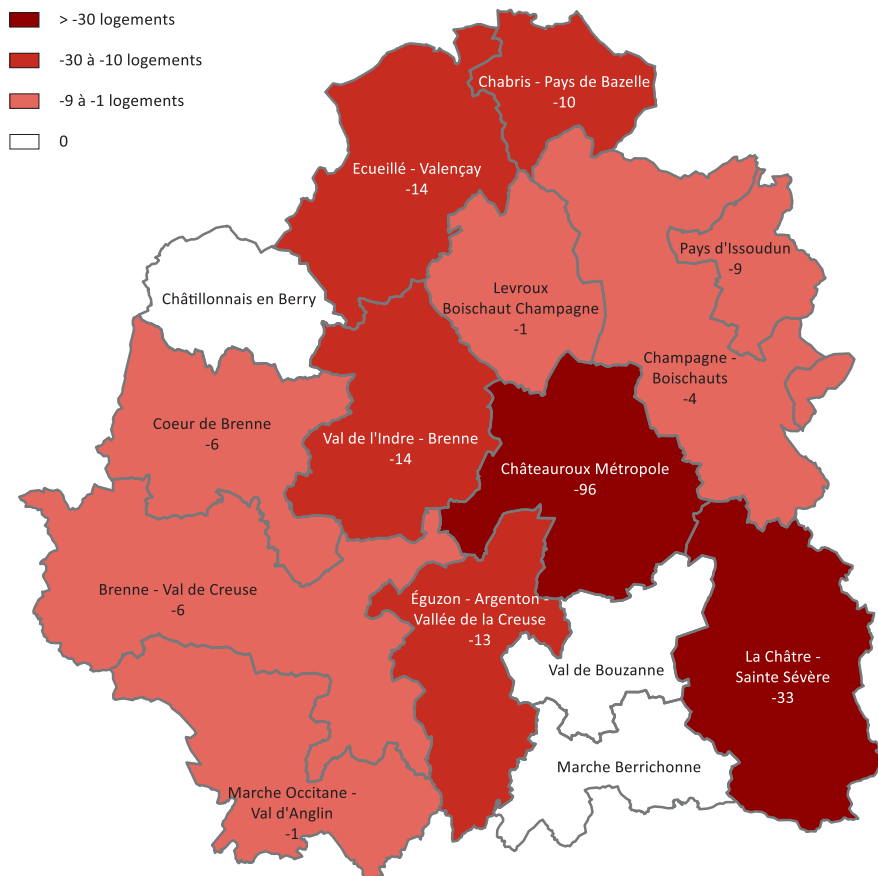 > -30 logements
-30 à -10 logements
-9 à -1 logements
0
Chabris - Pays de Bazelle
-10
Ecueillé - Valençay
-14
Pays d'Issoudun
-9
Châtillonnais en Berry
Levroux
Boischaut Champagne
-1
Champagne -
Boischauts
-4
Coeur de Brenne
-6
Val de l'Indre - Brenne
-14
Châteauroux Métropole
-96
Brenne - Val de Creuse
-6
Éguzon - Argenton -
Vallée de la Creuse
-13
Val de Bouzanne
La Châtre -
Sainte Sévère
-33
Marche Berrichonne
Marche Occitane -
Val d'Anglin
-1